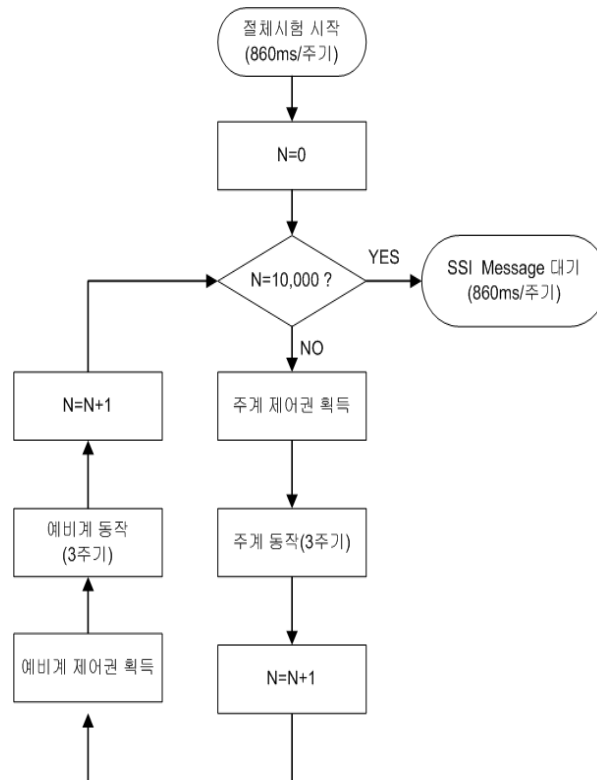 절체시험 시작
(860ms/주기)
N=0
N=10,000 ?
YES
SSI Message 대기
(860ms/주기)
NO
주계 제어권 획득
주계 동작(3주기)
N=N+1
예비계 제어권 획득
예비계 동작
(3주기)
N=N+1